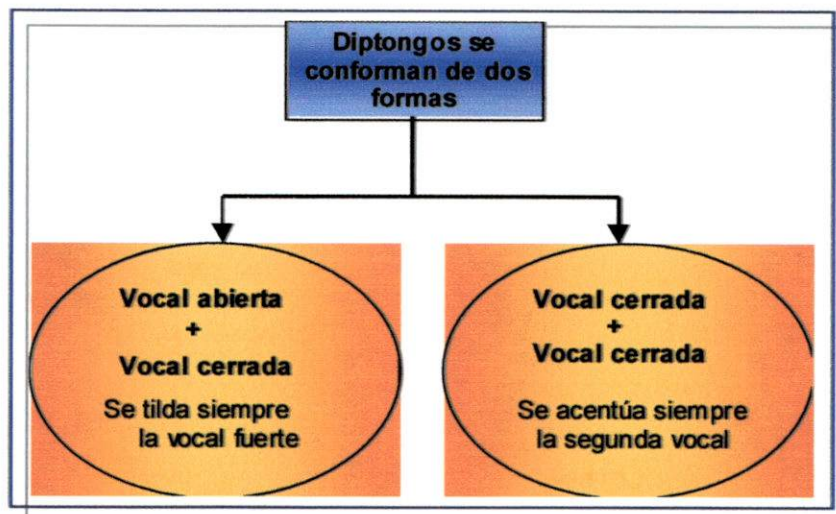 Diptongos se
conforman de dos
formas
Vocal abierta
+
Vocal cerrada
Se tilda siempre
la vocal fuerte
Vocal cerrada
+
Vocal cerrada
Se acentúa siempre
la segunda vocal